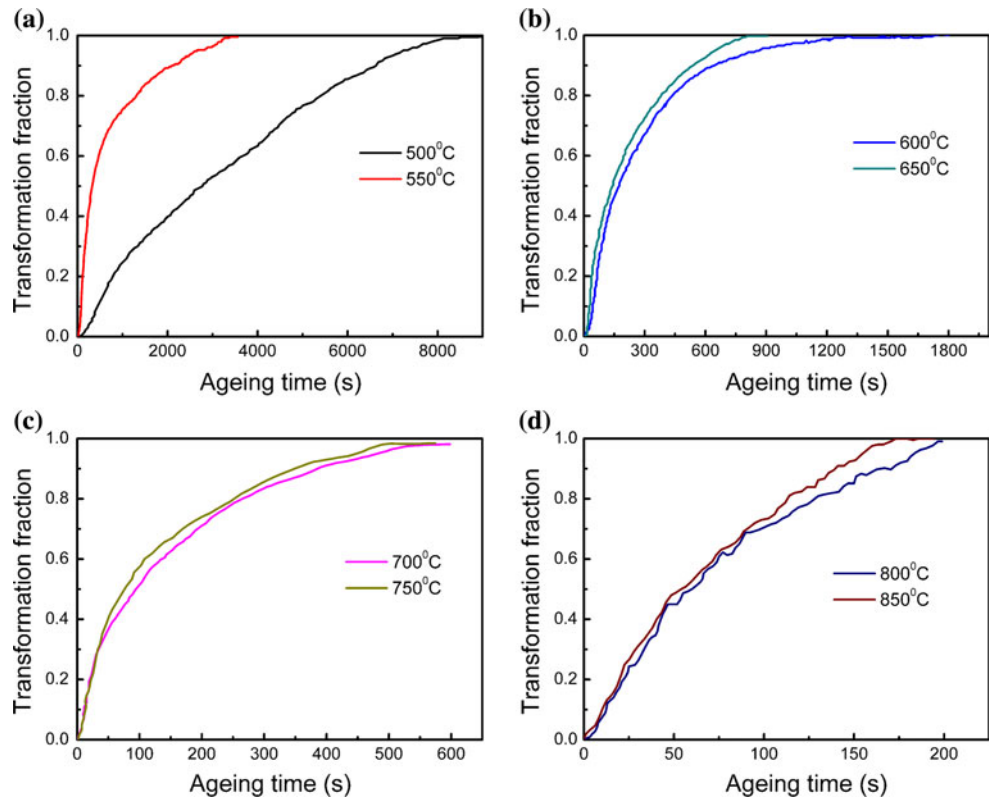 (a)
Transformation fraction
1.0
0.8
0.6
0.4
0.2
0.0
500⁰C
550⁰C
0 2000 4000 6000 8000
Ageing time (s)
(b)
Transformation fraction
1.0
0.8
0.6
0.4
0.2
0.0
600⁰C
650⁰C
0 300 600 900 1200 1500 1800
Ageing time (s)
(c)
Transformation fraction
1.0
0.8
0.6
0.4
0.2
0.0
700⁰C
750⁰C
0 100 200 300 400 500 600
Ageing time (s)
(d)
Transformation fraction
1.0
0.8
0.6
0.4
0.2
0.0
800⁰C
850⁰C
0 50 100 150 200
Ageing time (s)